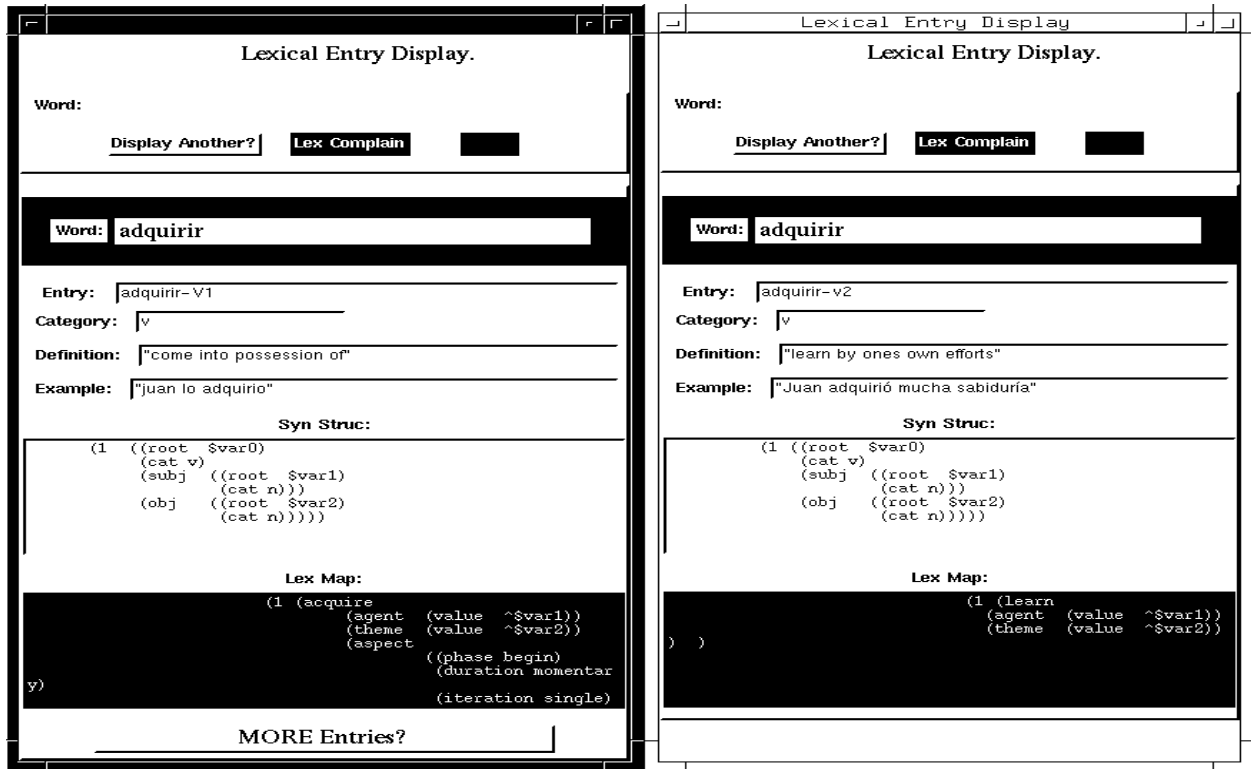 Lexical Entry Display.
Word:
Display Another? Lex Complain
Word: adquirir
Entry: adquirir-V1
Category: v
Definition: "come into possession of"
Example: "juan lo adquirio"
Syn Struc:
(1 ((root $var0)
(cat v)
(subj ((root $var1)
(cat n)))
(obj ((root $var2)
(cat n)))))
Lex Map:
(1 (acquire
(agent (value ^$var1))
(theme (value ^$var2))
(aspect
((phase begin)
(duration momentar
y)
(iteration single)
MORE Entries?
Lexical Entry Display
Lexical Entry Display.
Word:
Display Another? Lex Complain
Word: adquirir
Entry: adquirir-v2
Category: v
Definition: "learn by ones own efforts"
Example: "Juan adquirió mucha sabiduría"
Syn Struc:
(1 ((root $var0)
(cat v)
(subj ((root $var1)
(cat n)))
(obj ((root $var2)
(cat n)))))
Lex Map:
(1 (learn
(agent (value ^$var1))
(theme (value ^$var2))
) )